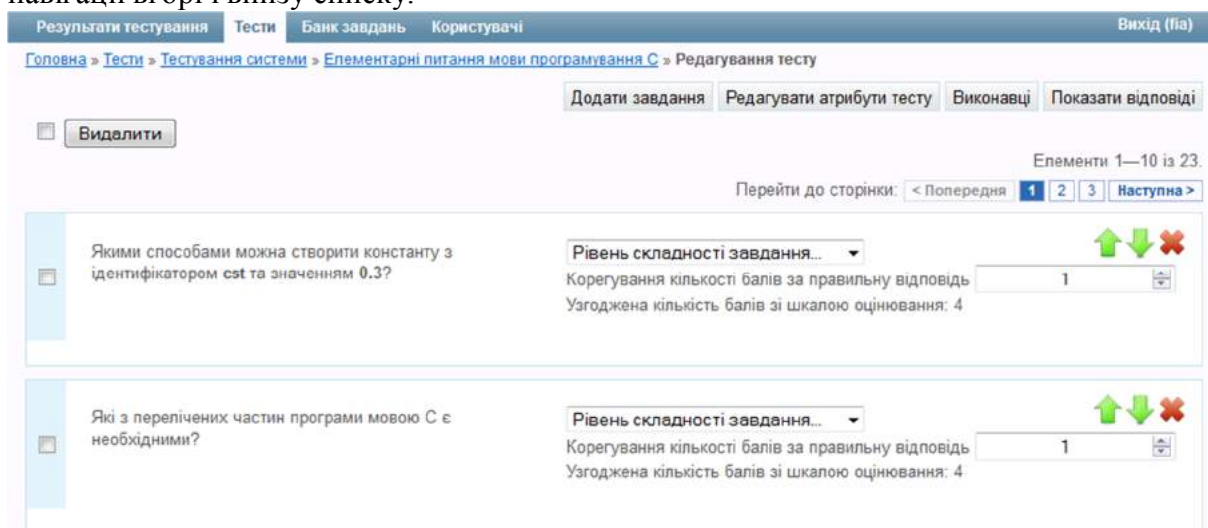 навігації вгорі і внизу списку.
Результати тестування Тести Банк завдань Користувачі Вихід (fia)
Головна » Тести » Тестування системи » Елементарні питання мови програмування С » Редагування тесту
Додати завдання Редагувати атрибути тесту Виконавці Показати відповіді
Видалити
Елементи 1—10 із 23.
Перейти до сторінки: < Попередня 1 2 3 Наступна >
Якими способами можна створити константу з
ідентифікатором cst та значенням 0.3?
Рівень складності завдання...
Корегування кількості балів за правильну відповідь 1
Узгоджена кількість балів зі шкалою оцінювання: 4
Які з перелічених частин програми мовою С є
необхідними?
Рівень складності завдання...
Корегування кількості балів за правильну відповідь 1
Узгоджена кількість балів зі шкалою оцінювання: 4